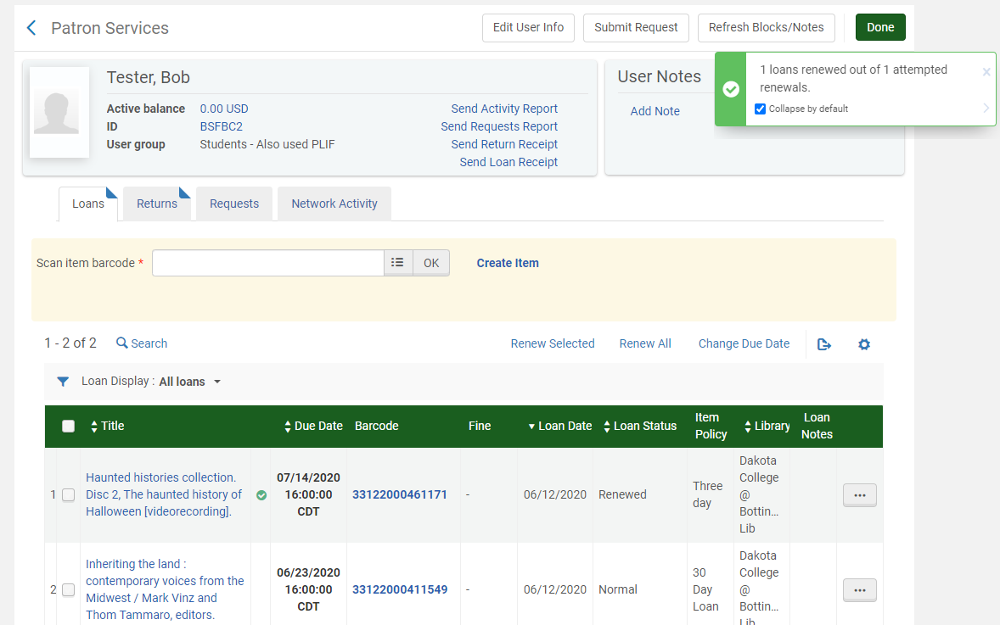 Patron Services
Edit User Info
Submit Request
Refresh Blocks/Notes
Done
1 loans renewed out of 1 attempted
renewals.
Collapse by default
Tester, Bob
Active balance 0.00 USD
ID BSFBC2
User group Students - Also used PLIF
Send Activity Report
Send Requests Report
Send Return Receipt
Send Loan Receipt
User Notes
Add Note
Loans Returns Requests Network Activity
Scan item barcode * OK Create Item
1 - 2 of 2 Search Renew Selected Renew All Change Due Date
Loan Display : All loans
Title Due Date Barcode Fine Loan Date Loan Status Item Policy Library Loan Notes
1
Haunted histories collection.
Disc 2, The haunted history of
Halloween [videorecording].
07/14/2020
16:00:00
CDT
33122000461171
-
06/12/2020
Renewed
Three
day
Dakota
College
@
Bottin...
Lib
2
Inheriting the land :
contemporary voices from the
Midwest / Mark Vinz and
Thom Tammaro, editors.
06/23/2020
16:00:00
CDT
33122000411549
-
06/12/2020
Normal
30
Day
Loan
Dakota
College
@
Bottin...
Lib